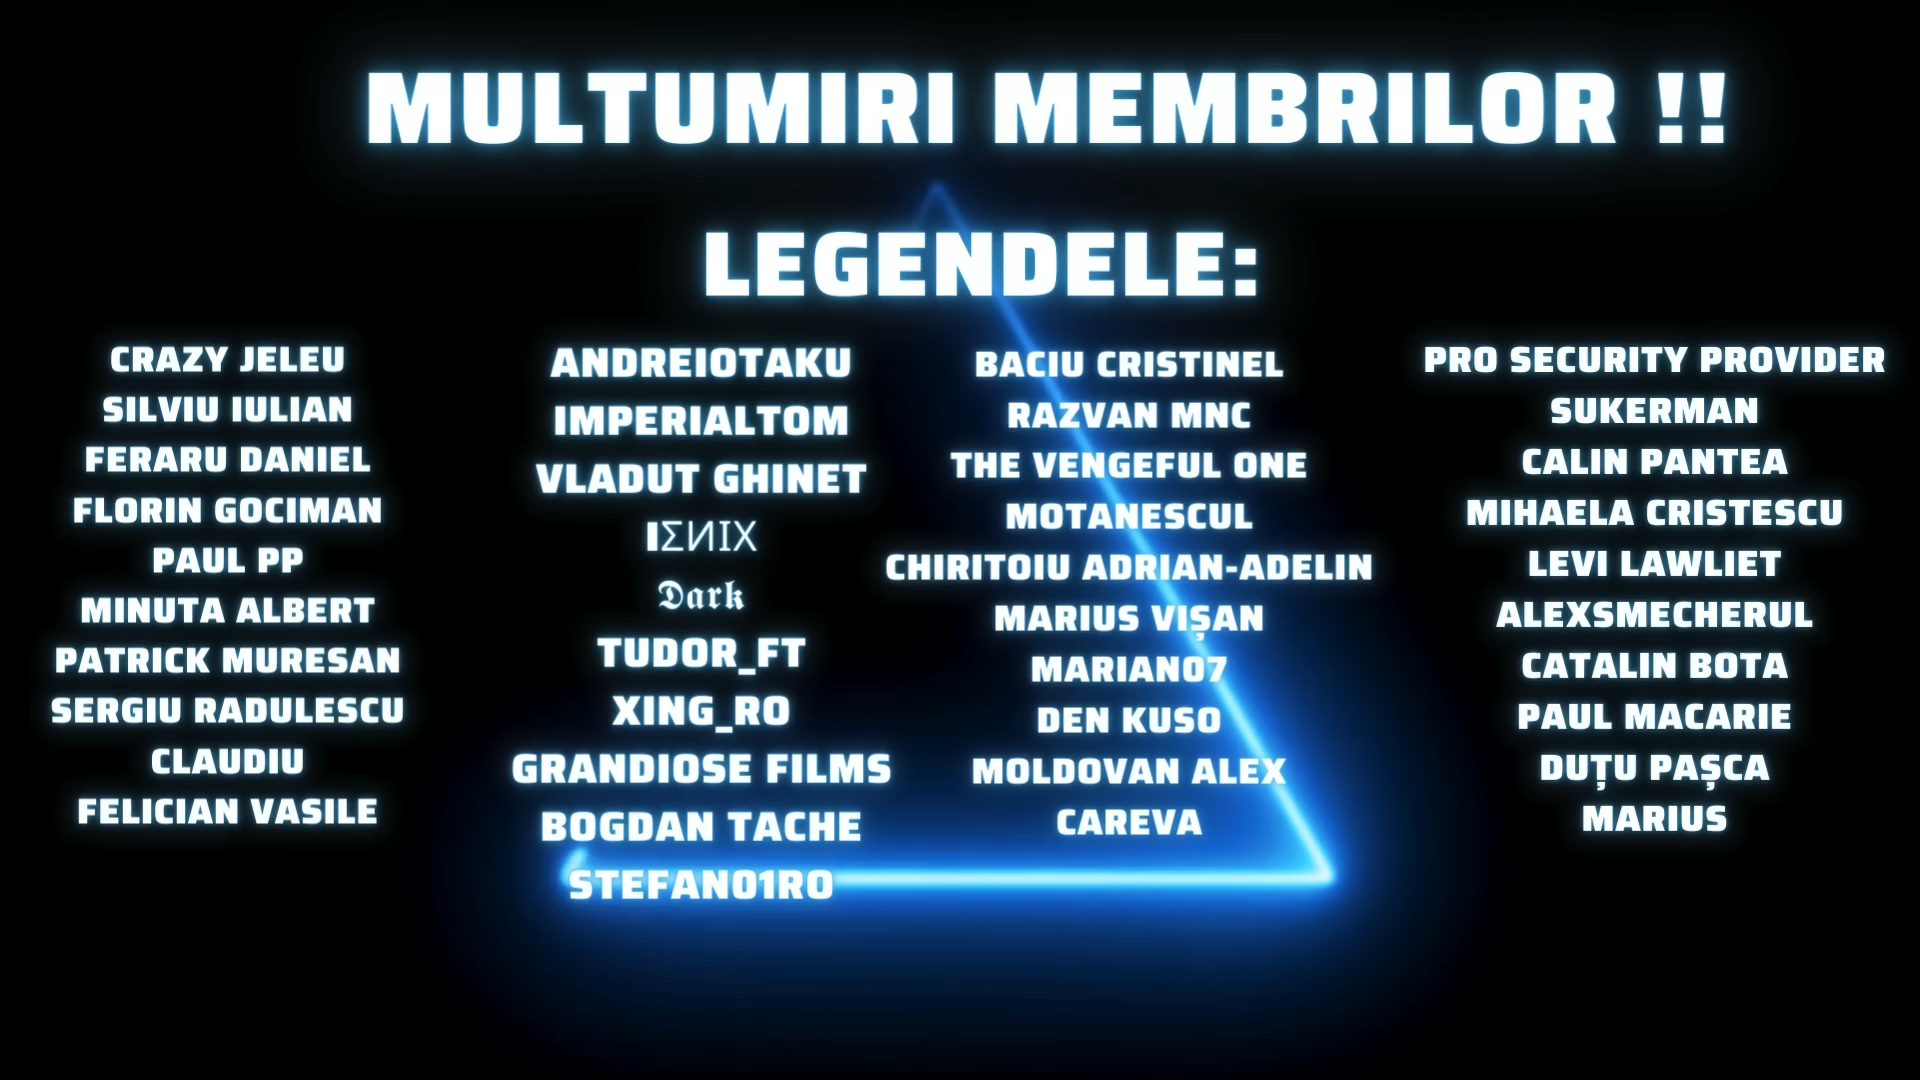 MULTUMIRI MEMBRILOR !!
LEGENDELE:
CRAZY JELEU
SILVIU IULIAN
FERARU DANIEL
FLORIN GOCIMAN
PAUL PP
MINUTA ALBERT
PATRICK MURESAN
SERGIU RADULESCU
CLAUDIU
FELICIAN VASILE
ANDREIOTAKU
IMPERIALTOM
VLADUT GHINET
IΣИIX
𝕯𝖆𝖗𝖐
TUDOR_FT
XING_RO
GRANDIOSE FILMS
BOGDAN TACHE
STEFAN01RO
BACIU CRISTINEL
RAZVAN MNC
THE VENGEFUL ONE
MOTANESCUL
CHIRITOIU ADRIAN-ADELIN
MARIUS VIȘAN
MARIAN07
DEN KUSO
MOLDOVAN ALEX
CAREVA
PRO SECURITY PROVIDER
SUKERMAN
CALIN PANTEA
MIHAELA CRISTESCU
LEVI LAWLIET
ALEXSMECHERUL
CATALIN BOTA
PAUL MACARIE
DUȚU PAȘCA
MARIUS